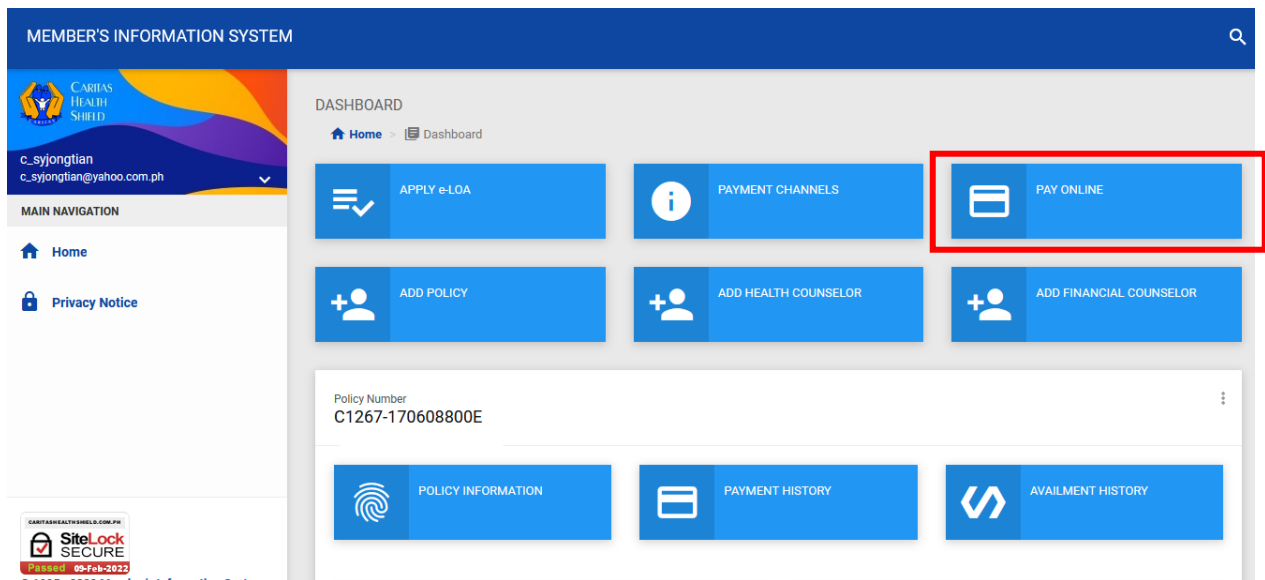 MEMBER'S INFORMATION SYSTEM
CARITAS
HEALTH
SHIELD
CARITAS
c_syjongtian
c_syjongtian@yahoo.com.ph
MAIN NAVIGATION
Home
Privacy Notice
CARITASHEALTHSHIELD.COM.PH
SiteLock
SECURE
Passed 09-Feb-2022
DASHBOARD
Home > Dashboard
APPLY e-LOA
PAYMENT CHANNELS
PAY ONLINE
ADD POLICY
ADD HEALTH COUNSELOR
ADD FINANCIAL COUNSELOR
Policy Number
C1267-170608800E
POLICY INFORMATION
PAYMENT HISTORY
AVAILMENT HISTORY